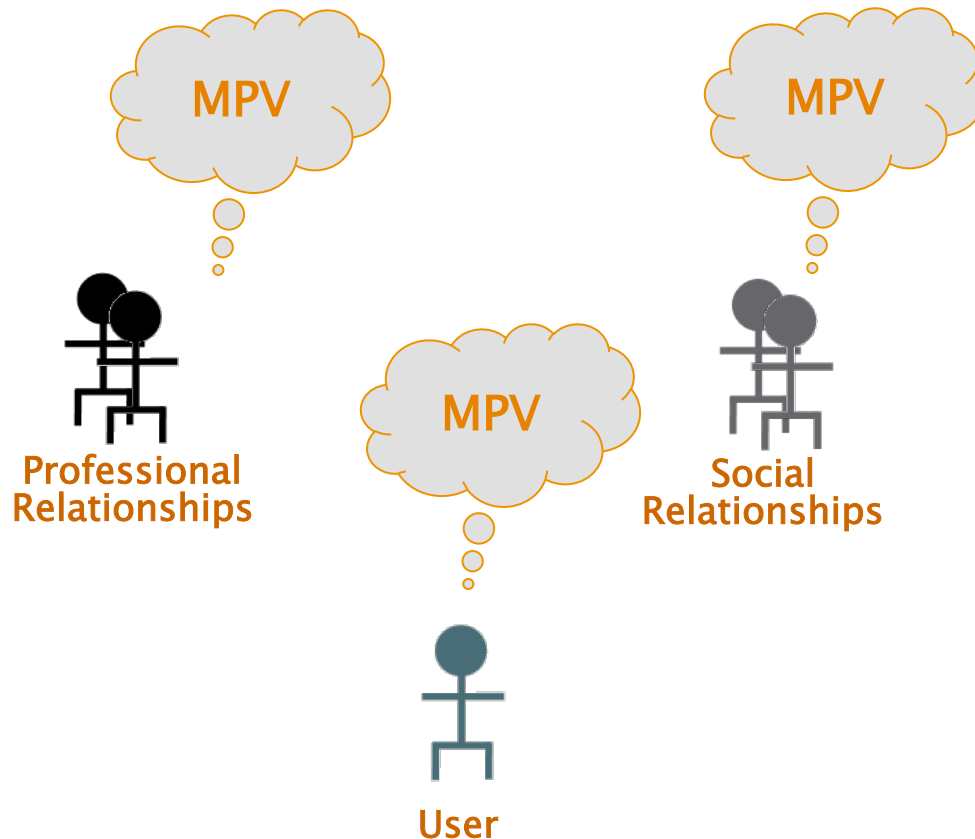 MPV
MPV
MPV
Professional
Relationships
Social
Relationships
User